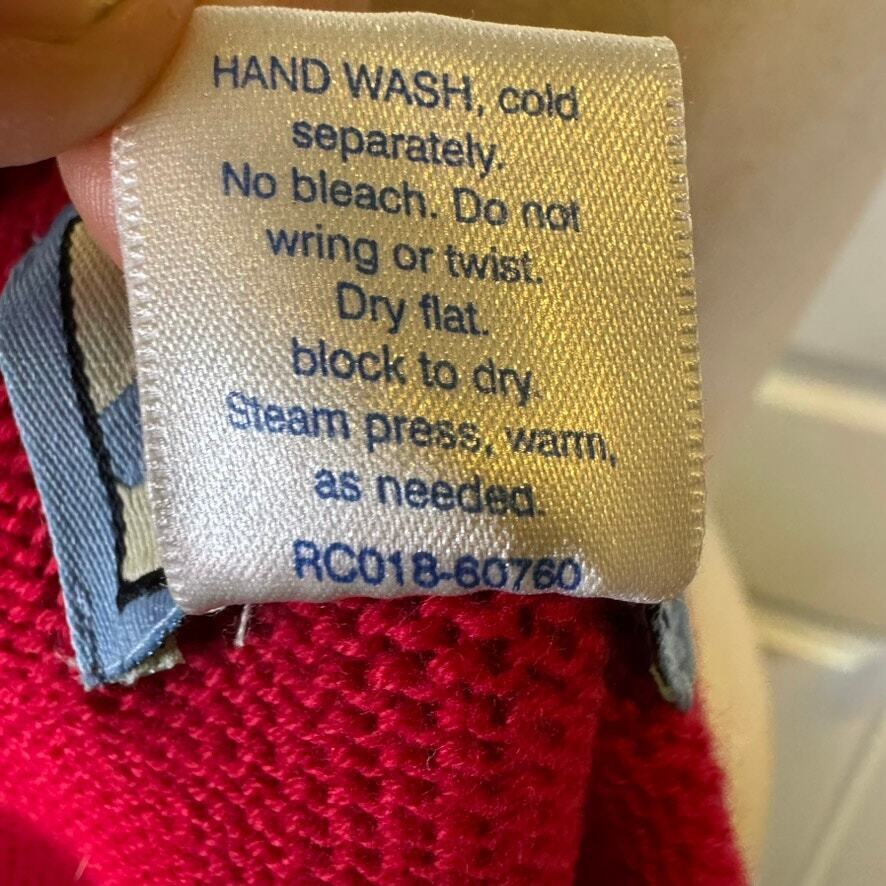 HAND WASH, cold
separately.
No bleach. Do not
wring or twist.
Dry flat.
block to dry.
Steam press, warm,
as needed.
RC018-60760